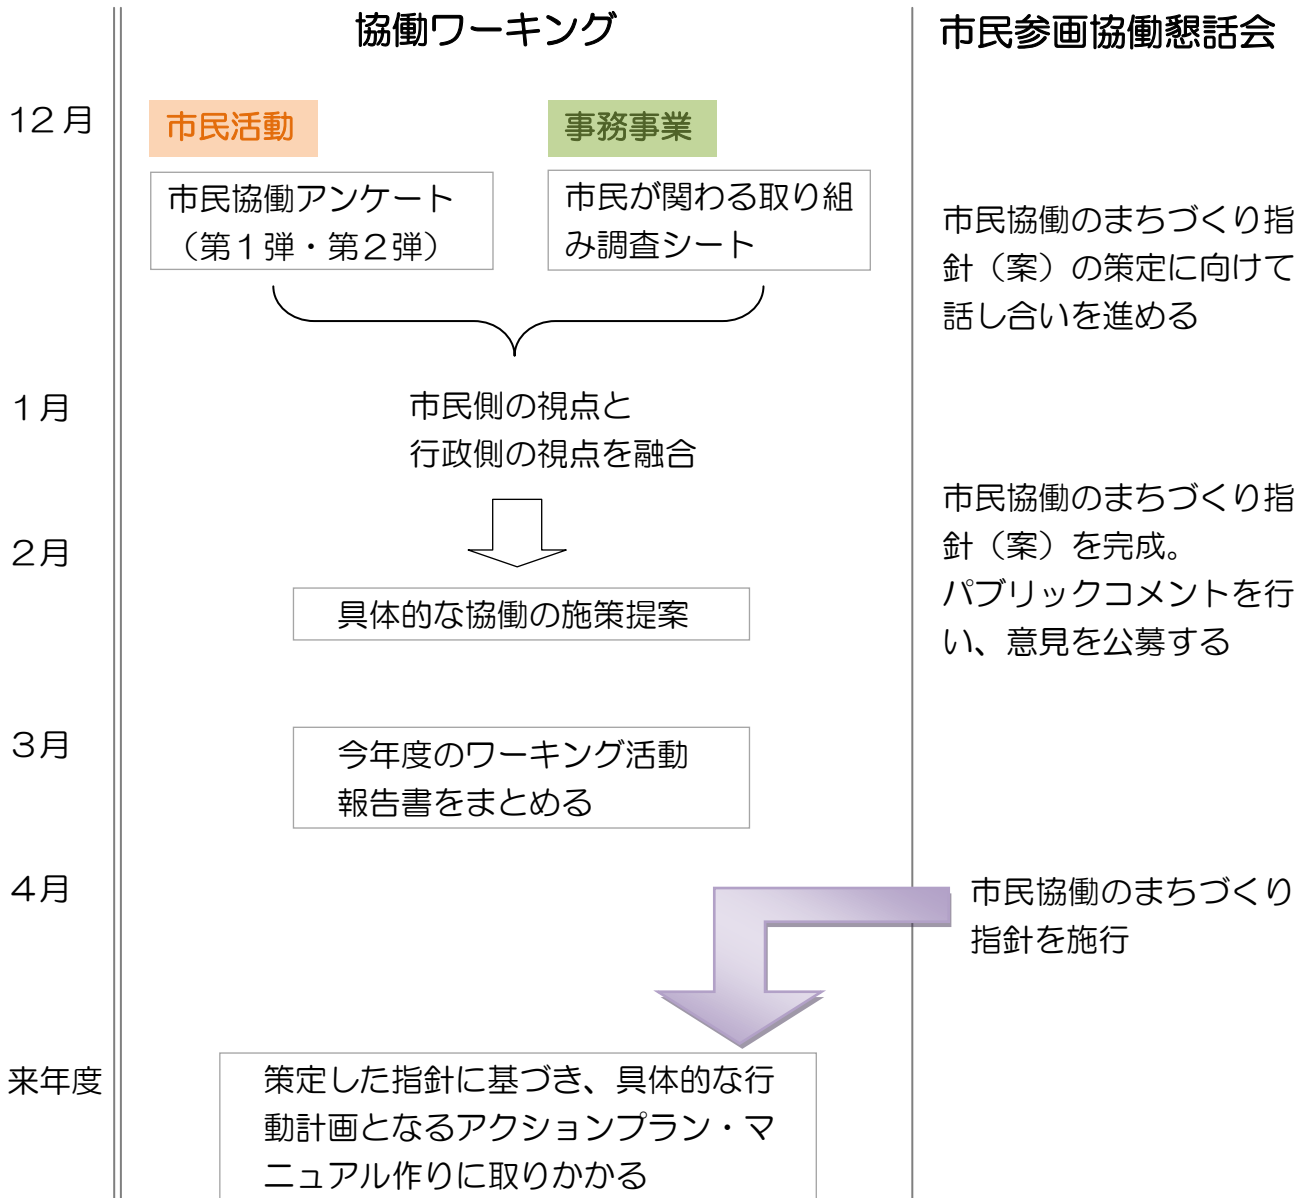 協働ワーキング
市民参画協働懇話会
12月
市民活動
事務事業
市民協働アンケート
（第１弾・第２弾）
市民が関わる取り組
み調査シート
市民協働のまちづくり指
針（案）の策定に向けて
話し合いを進める
１月
市民側の視点と
行政側の視点を融合
２月
市民協働のまちづくり指
針（案）を完成。
パブリックコメントを行
い、意見を公募する
具体的な協働の施策提案
３月
今年度のワーキング活動
報告書をまとめる
４月
市民協働のまちづくり
指針を施行
来年度
策定した指針に基づき、具体的な行
動計画となるアクションプラン・マ
ニュアル作りに取りかかる